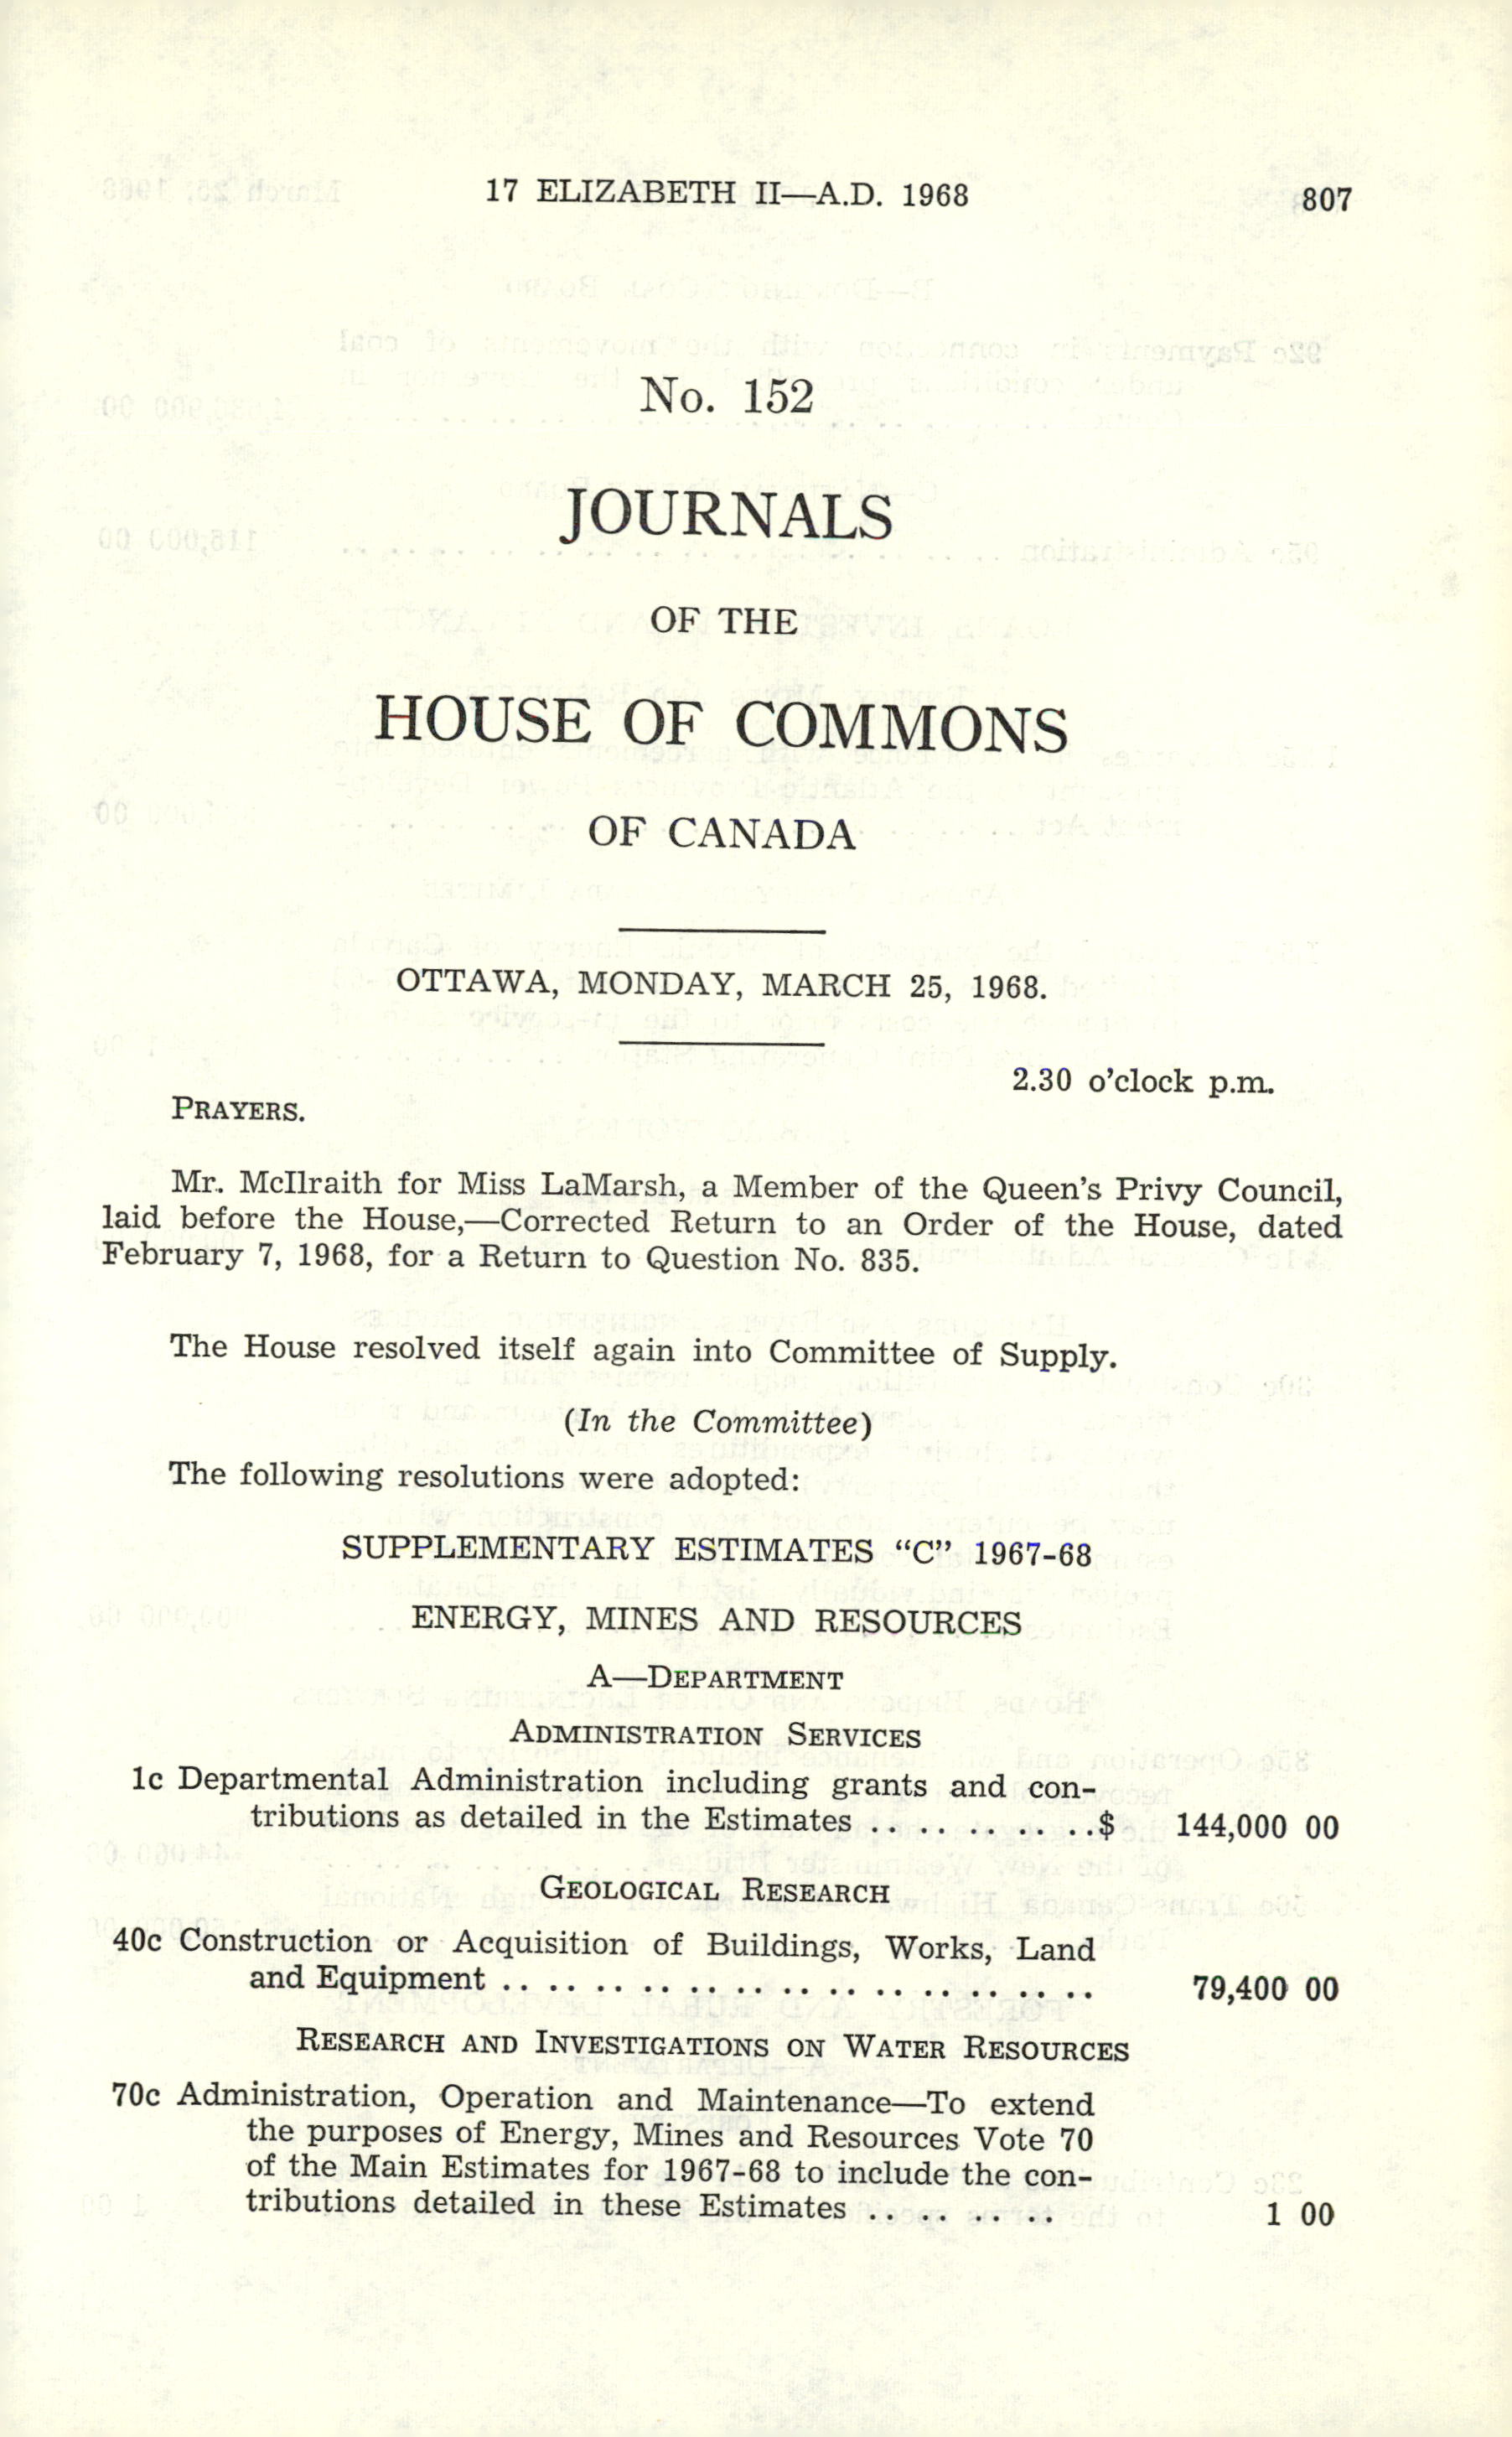 17 ELIZABETH II—A.D. 1968 807
No. 152
JOURNALS
OF THE
HOUSE OF COMMONS
OF CANADA
OTTAWA, MONDAY, MARCH 25, 1968.
2.30 o'clock p.m.
PRAYERS.
Mr. McIlraith for Miss LaMarsh, a Member of the Queen's Privy Council,
laid before the House,—Corrected Return to an Order of the House, dated
February 7, 1968, for a Return to Question No. 835.
The House resolved itself again into Committee of Supply.
(In the Committee)
The following resolutions were adopted:
SUPPLEMENTARY ESTIMATES “C” 1967-68
ENERGY, MINES AND RESOURCES
A—DEPARTMENT
ADMINISTRATION SERVICES
1c Departmental Administration including grants and con-
tributions as detailed in the Estimates .. .. .. .. ..$ 144,000 00
GEOLOGICAL RESEARCH
40c Construction or Acquisition of Buildings, Works, Land
and Equipment .. .. .. .. .. .. .. .. .. .. .. .. .. 79,400 00
RESEARCH AND INVESTIGATIONS ON WATER RESOURCES
70c Administration, Operation and Maintenance—To extend
the purposes of Energy, Mines and Resources Vote 70
of the Main Estimates for 1967-68 to include the con-
tributions detailed in these Estimates .. .. .. .. 1 00